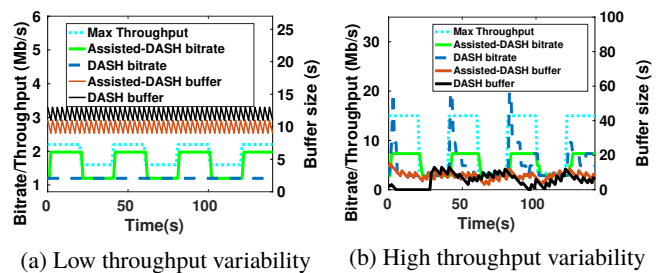 Bitrate/Throughput (Mb/s)
6
5
4
3
2
1
Max Throughput
Assisted-DASH bitrate
DASH bitrate
Assisted-DASH buffer
DASH buffer
25
20
15
10
5
0
Buffer size (s)
0 50 100
Time(s)
(a) Low throughput variability
Bitrate/Throughput (Mb/s)
30
20
10
0
Max Throughput
Assisted-DASH bitrate
DASH bitrate
Assisted-DASH buffer
DASH buffer
100
80
60
40
20
0
Buffer size (s)
0 50 100
Time(s)
(b) High throughput variability